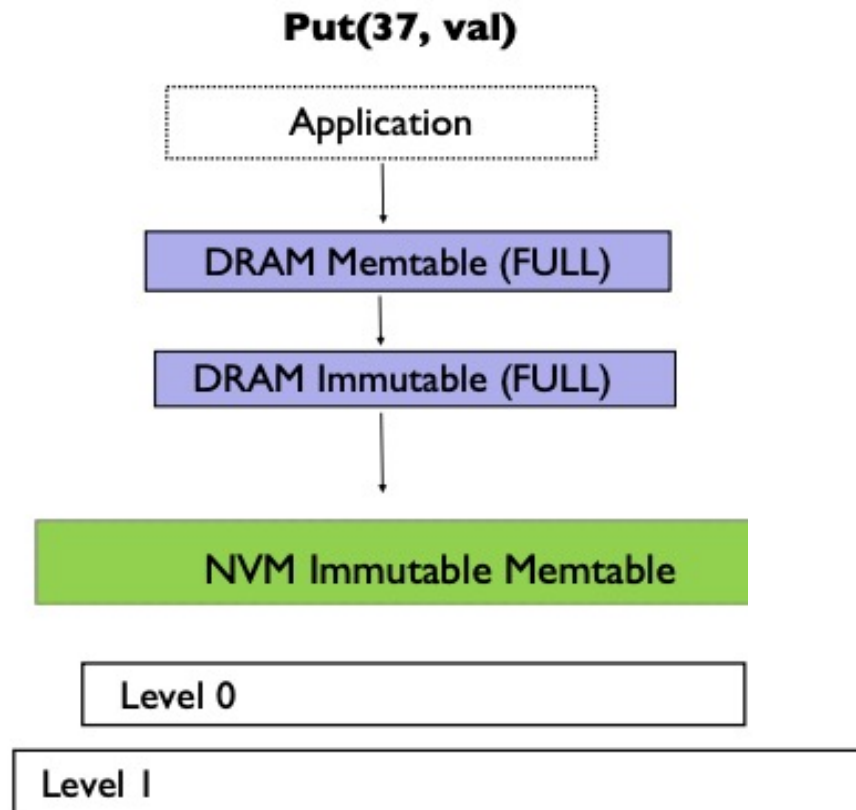 Put(37, val)
Application
DRAM Memtable (FULL)
DRAM Immutable (FULL)
NVM Immutable Memtable
Level 0
Level 1